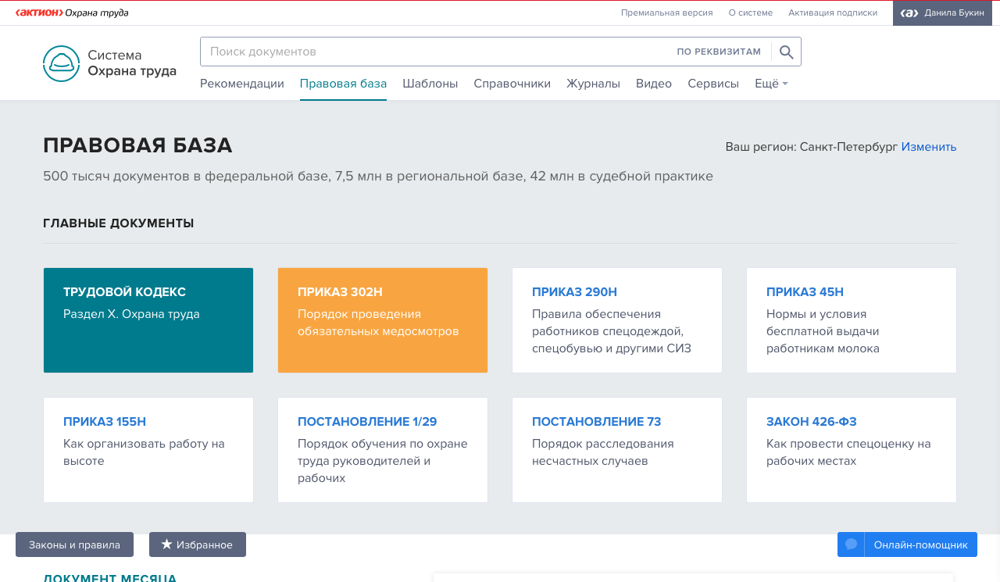 ‹актион› Охрана труда
Премиальная версия О системе Активация подписки ‹а› Данила Букин
Система
Охрана труда
Поиск документов ПО РЕКВИЗИТАМ
Рекомендации Правовая база Шаблоны Справочники Журналы Видео Сервисы Ещё
ПРАВОВАЯ БАЗА
Ваш регион: Санкт-Петербург Изменить
500 тысяч документов в федеральной базе, 7,5 млн в региональной базе, 42 млн в судебной практике
ГЛАВНЫЕ ДОКУМЕНТЫ
ТРУДОВОЙ КОДЕКС
Раздел X. Охрана труда
ПРИКАЗ 302Н
Порядок проведения
обязательных медосмотров
ПРИКАЗ 290Н
Правила обеспечения
работников спецодеждой,
спецобувью и другими СИЗ
ПРИКАЗ 45Н
Нормы и условия
бесплатной выдачи
работникам молока
ПРИКАЗ 155Н
Как организовать работу на
высоте
ПОСТАНОВЛЕНИЕ 1/29
Порядок обучения по охране
труда руководителей и
рабочих
ПОСТАНОВЛЕНИЕ 73
Порядок расследования
несчастных случаев
ЗАКОН 426-ФЗ
Как провести спецоценку на
рабочих местах
Законы и правила
Избранное
Онлайн-помощник
ДОКУМЕНТ МЕСЯЦА